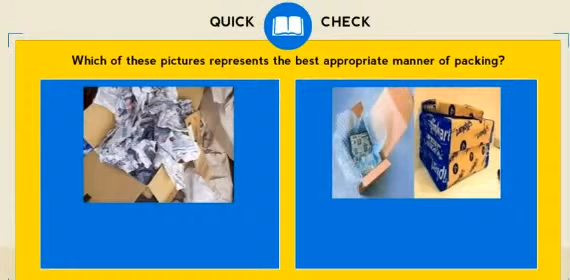 QUICK CHECK
Which of these pictures represents the best appropriate manner of packing?